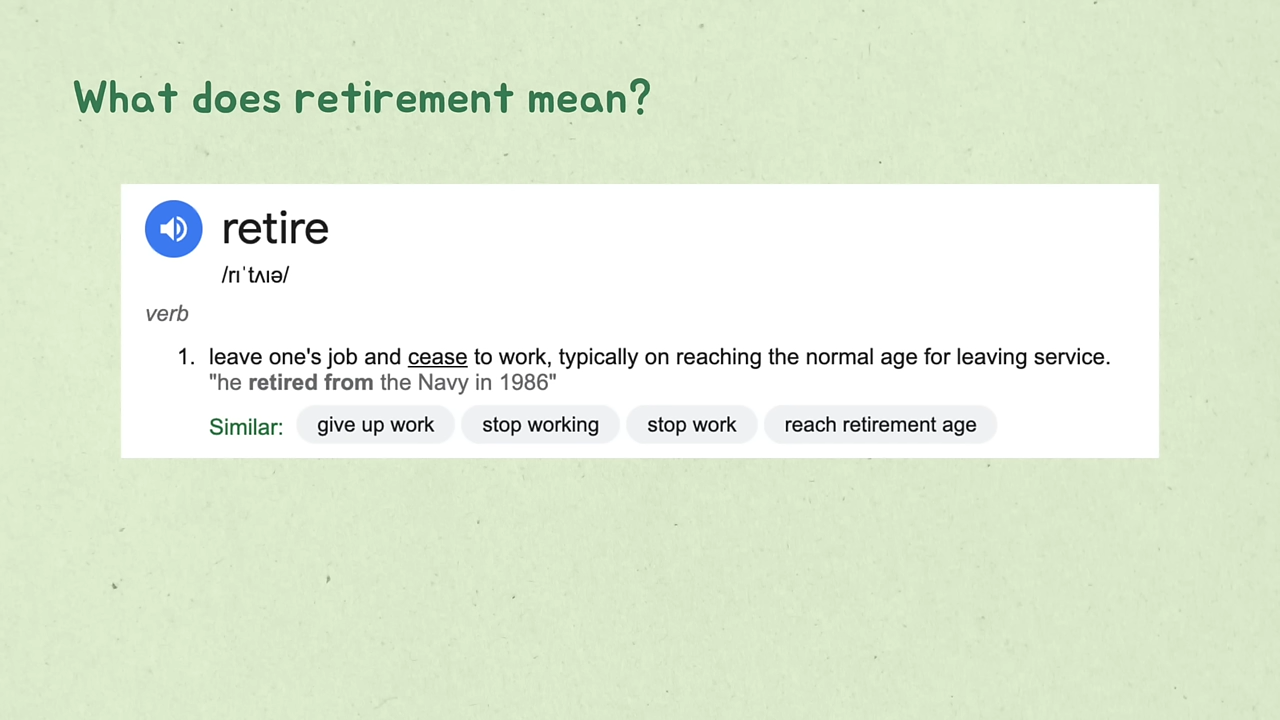 What does retirement mean?
retire
/rɪˈtʌɪə/
verb
1. leave one's job and cease to work, typically on reaching the normal age for leaving service.
"he retired from the Navy in 1986"
Similar: give up work stop working stop work reach retirement age